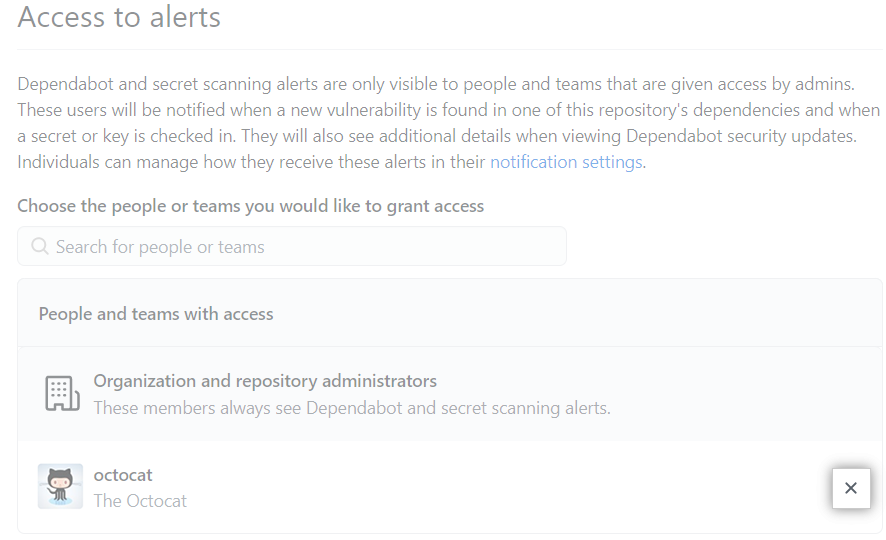 Access to alerts
Dependabot and secret scanning alerts are only visible to people and teams that are given access by admins.
These users will be notified when a new vulnerability is found in one of this repository's dependencies and when
a secret or key is checked in. They will also see additional details when viewing Dependabot security updates.
Individuals can manage how they receive these alerts in their notification settings.
Choose the people or teams you would like to grant access
Search for people or teams
People and teams with access
Organization and repository administrators
These members always see Dependabot and secret scanning alerts.
octocat
The Octocat